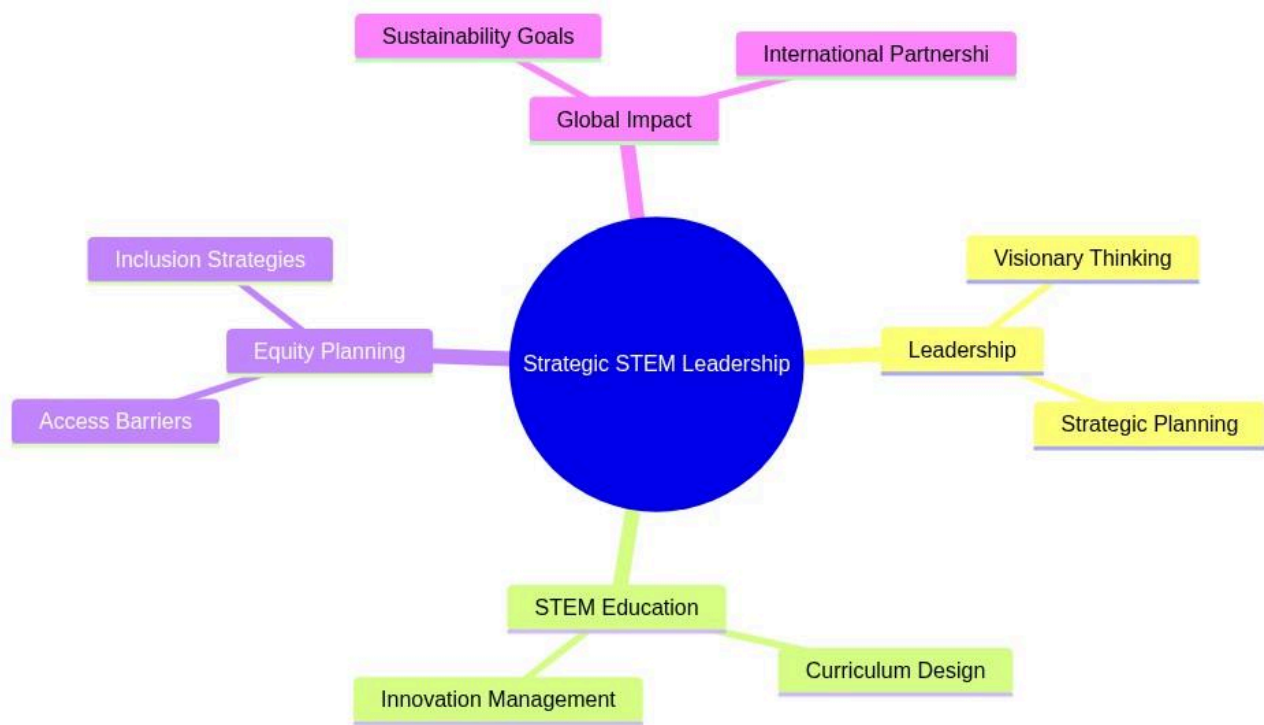 Sustainability Goals
International Partnershi
Global Impact
Inclusion Strategies
Visionary Thinking
Equity Planning
Strategic STEM Leadership
Leadership
Access Barriers
Strategic Planning
STEM Education
Curriculum Design
Innovation Management